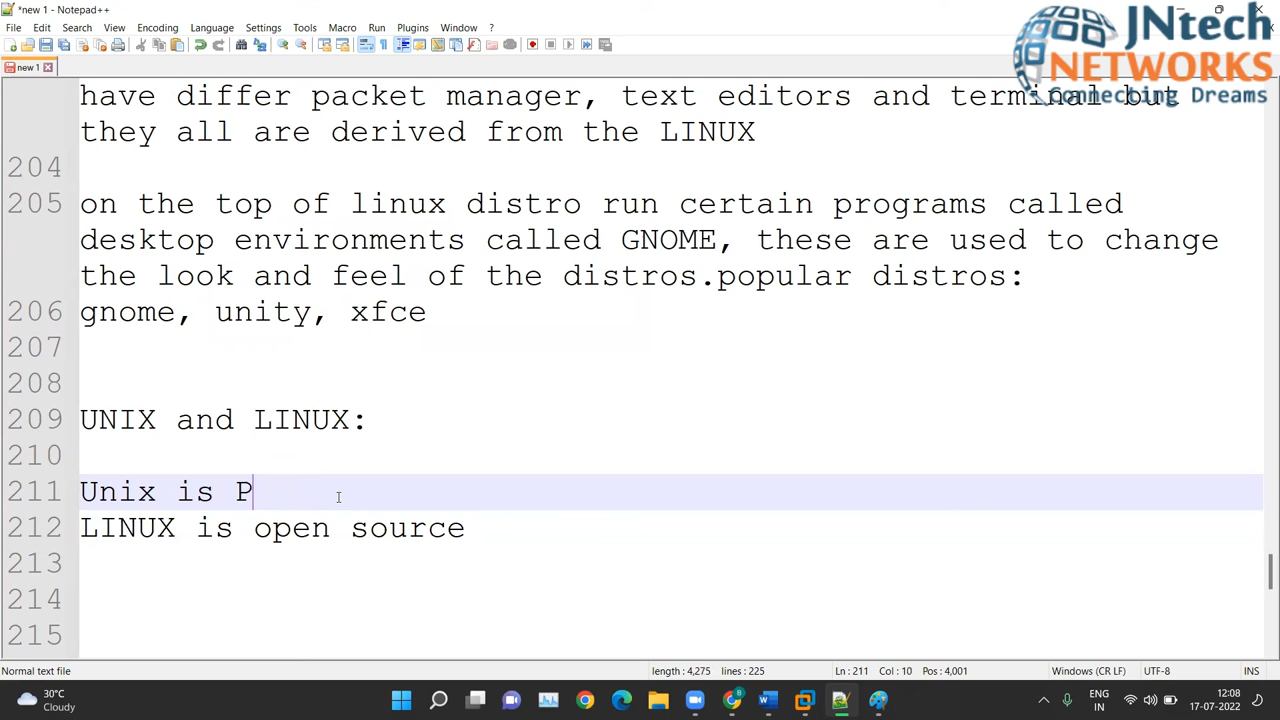 *new 1 - Notepad++
File Edit Search View Encoding Language Settings Tools Macro Run Plugins Window ?
new 1
JNtech
NETWORKS
Connecting Dreams
have differ packet manager, text editors and terminal but
they all are derived from the LINUX
204
205 on the top of linux distro run certain programs called
desktop environments called GNOME, these are used to change
the look and feel of the distros.popular distros:
206 gnome, unity, xfce
207
208
209 UNIX and LINUX:
210
211 Unix is P
212 LINUX is open source
213
214
215
Normal text file length : 4,275 lines : 225 Ln : 211 Col : 10 Pos : 4,001 Windows (CR LF) UTF-8 INS
30°C
Cloudy
ENG
IN
12:08
17-07-2022